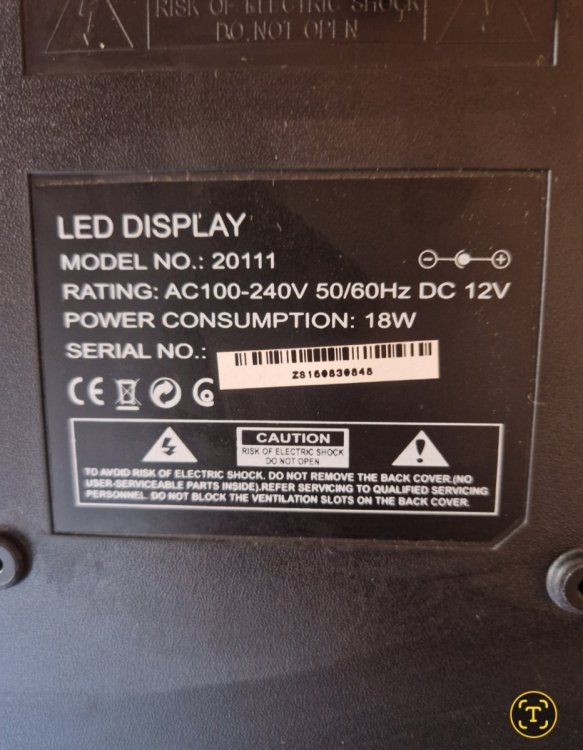 RISK OF ELECTRIC SHOCK
DO NOT OPEN
LED DISPLAY
MODEL NO.: 20111
RATING: AC100-240V 50/60Hz DC 12V
POWER CONSUMPTION: 18W
SERIAL NO.:
ZS160830848
CE
CAUTION
RISK OF ELECTRIC SHOCK
DO NOT OPEN
TO AVOID RISK OF ELECTRIC SHOCK. DO NOT REMOVE THE BACK COVER.(NO
USER-SERVICEABLE PARTS INSIDE).REFER SERVICING TO QUALIFIED SERVICING
PERSONNEL. DO NOT BLOCK THE VENTILATION SLOTS ON THE BACK COVER.
T